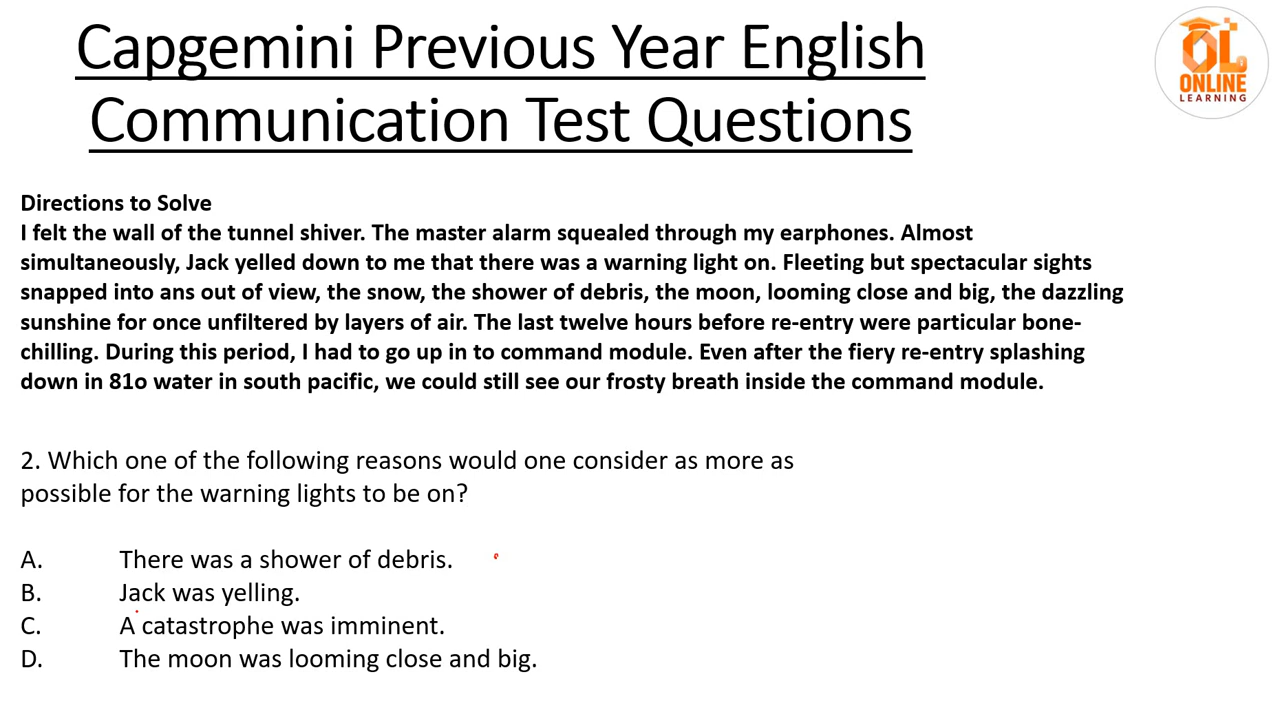 Capgemini Previous Year English
Communication Test Questions
OL
ONLINE
LEARNING
Directions to Solve
I felt the wall of the tunnel shiver. The master alarm squealed through my earphones. Almost
simultaneously, Jack yelled down to me that there was a warning light on. Fleeting but spectacular sights
snapped into ans out of view, the snow, the shower of debris, the moon, looming close and big, the dazzling
sunshine for once unfiltered by layers of air. The last twelve hours before re-entry were particular bone-
chilling. During this period, I had to go up in to command module. Even after the fiery re-entry splashing
down in 81o water in south pacific, we could still see our frosty breath inside the command module.
2. Which one of the following reasons would one consider as more as
possible for the warning lights to be on?
A. There was a shower of debris.
B. Jack was yelling.
C. A catastrophe was imminent.
D. The moon was looming close and big.